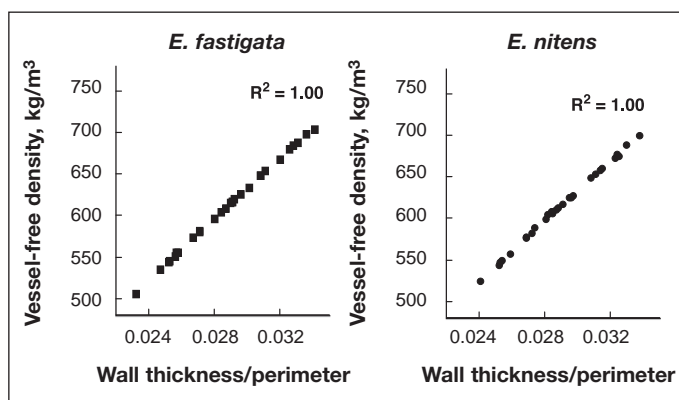 E. fastigata
Vessel-free density, kg/m³
750
700
650
600
550
500
R² = 1.00
0.024
0.028
0.032
Wall thickness/perimeter
E. nitens
Vessel-free density, kg/m³
750
700
650
600
550
500
R² = 1.00
0.024
0.028
0.032
Wall thickness/perimeter